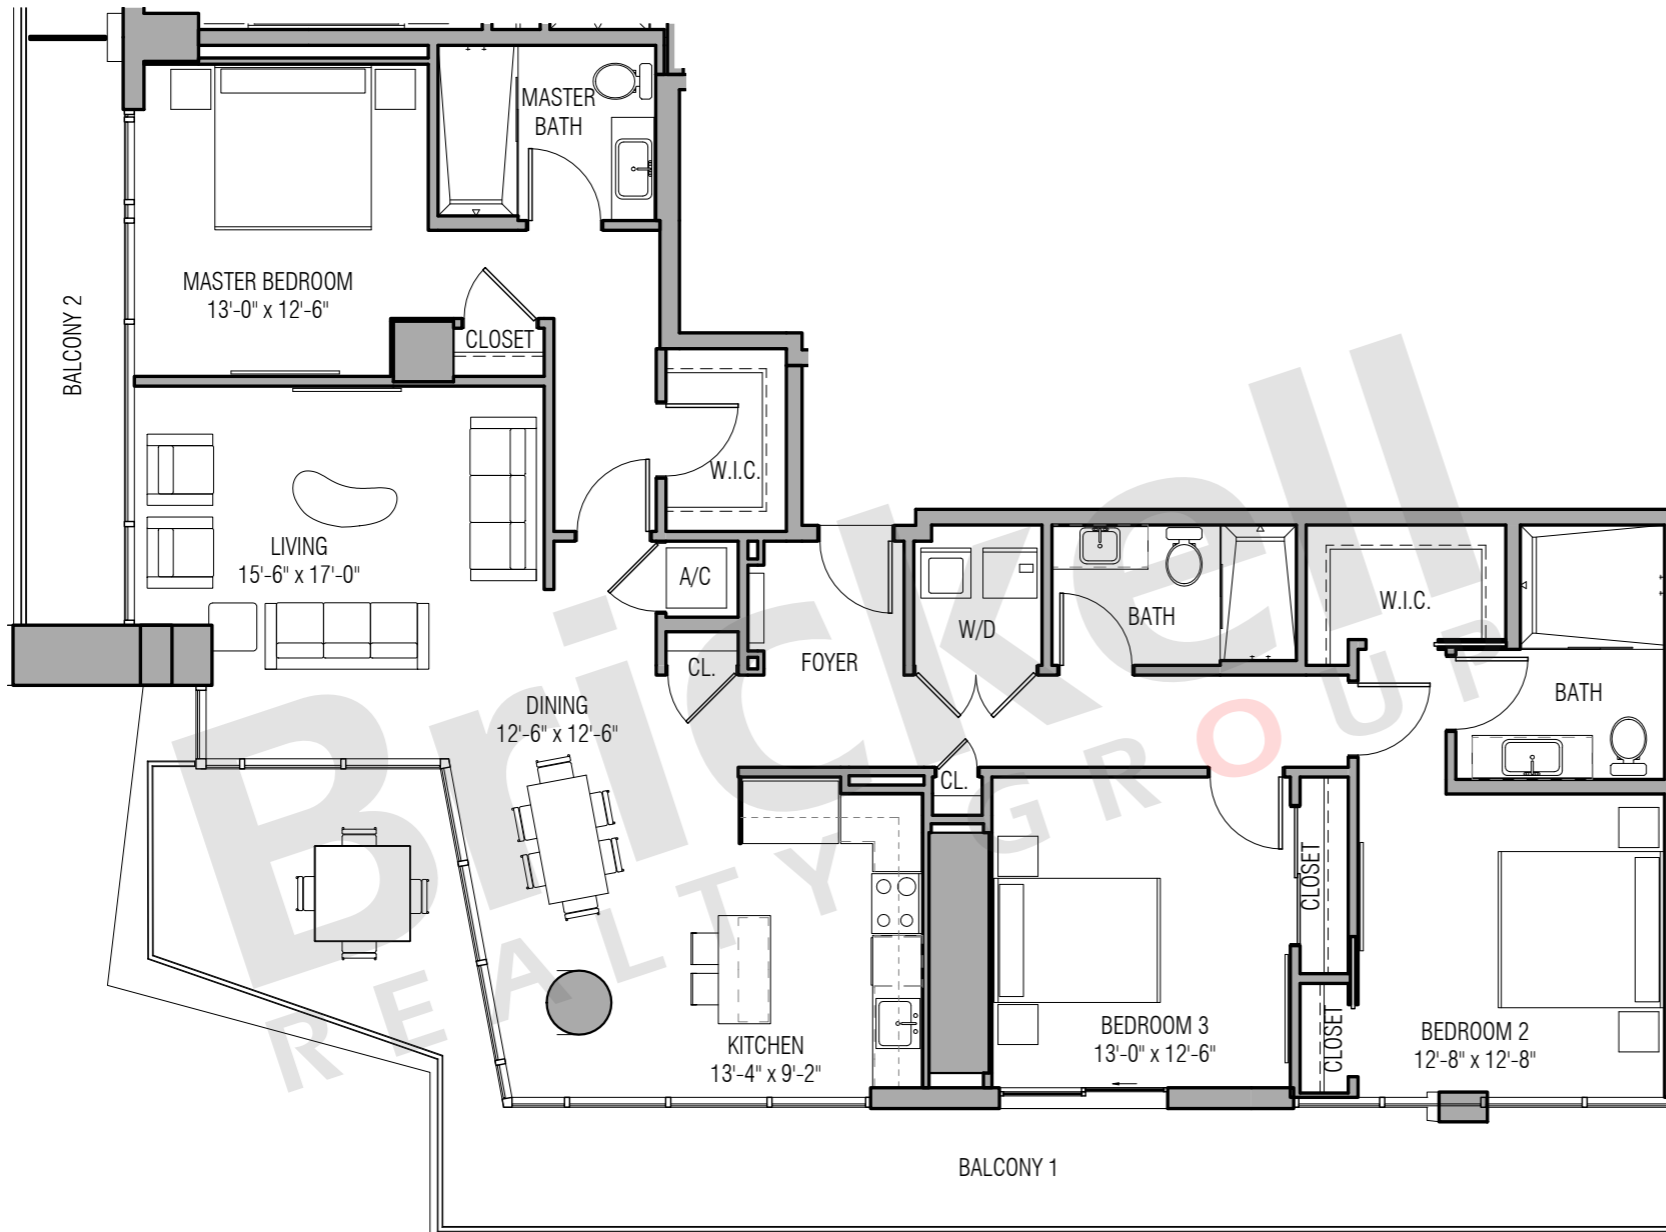 MASTER
BATH
MASTER BEDROOM
13'-0" x 12'-6"
CLOSET
BALCONY 2
W.I.C.
LIVING
15'-6" x 17'-0"
A/C
CL.
FOYER
W/D
BATH
W.I.C.
BATH
DINING
12'-6" x 12'-6"
CL.
CLOSET
CLOSET
KITCHEN
13'-4" x 9'-2"
BEDROOM 3
13'-0" x 12'-6"
BEDROOM 2
12'-8" x 12'-8"
BALCONY 1
Brickell
REALTY GROUP